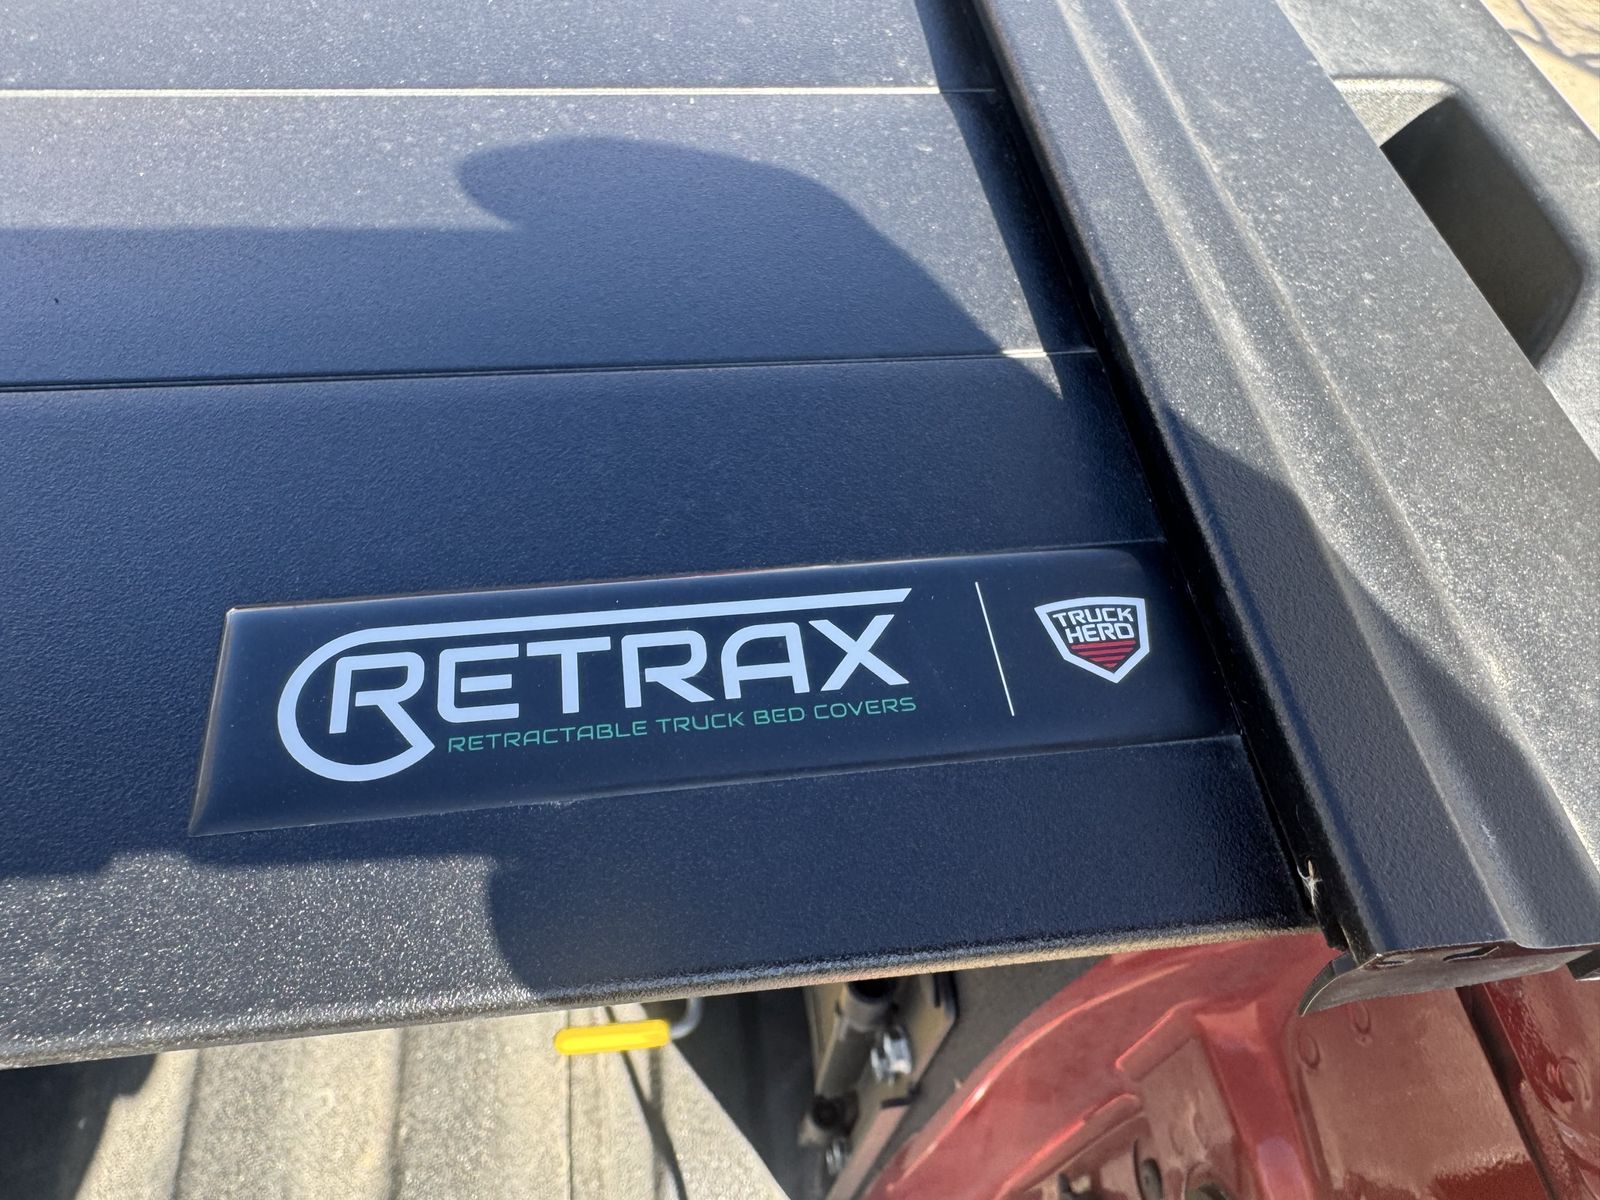 RETRAX
RETRACTABLE TRUCK BED COVERS
TRUCK
HERO